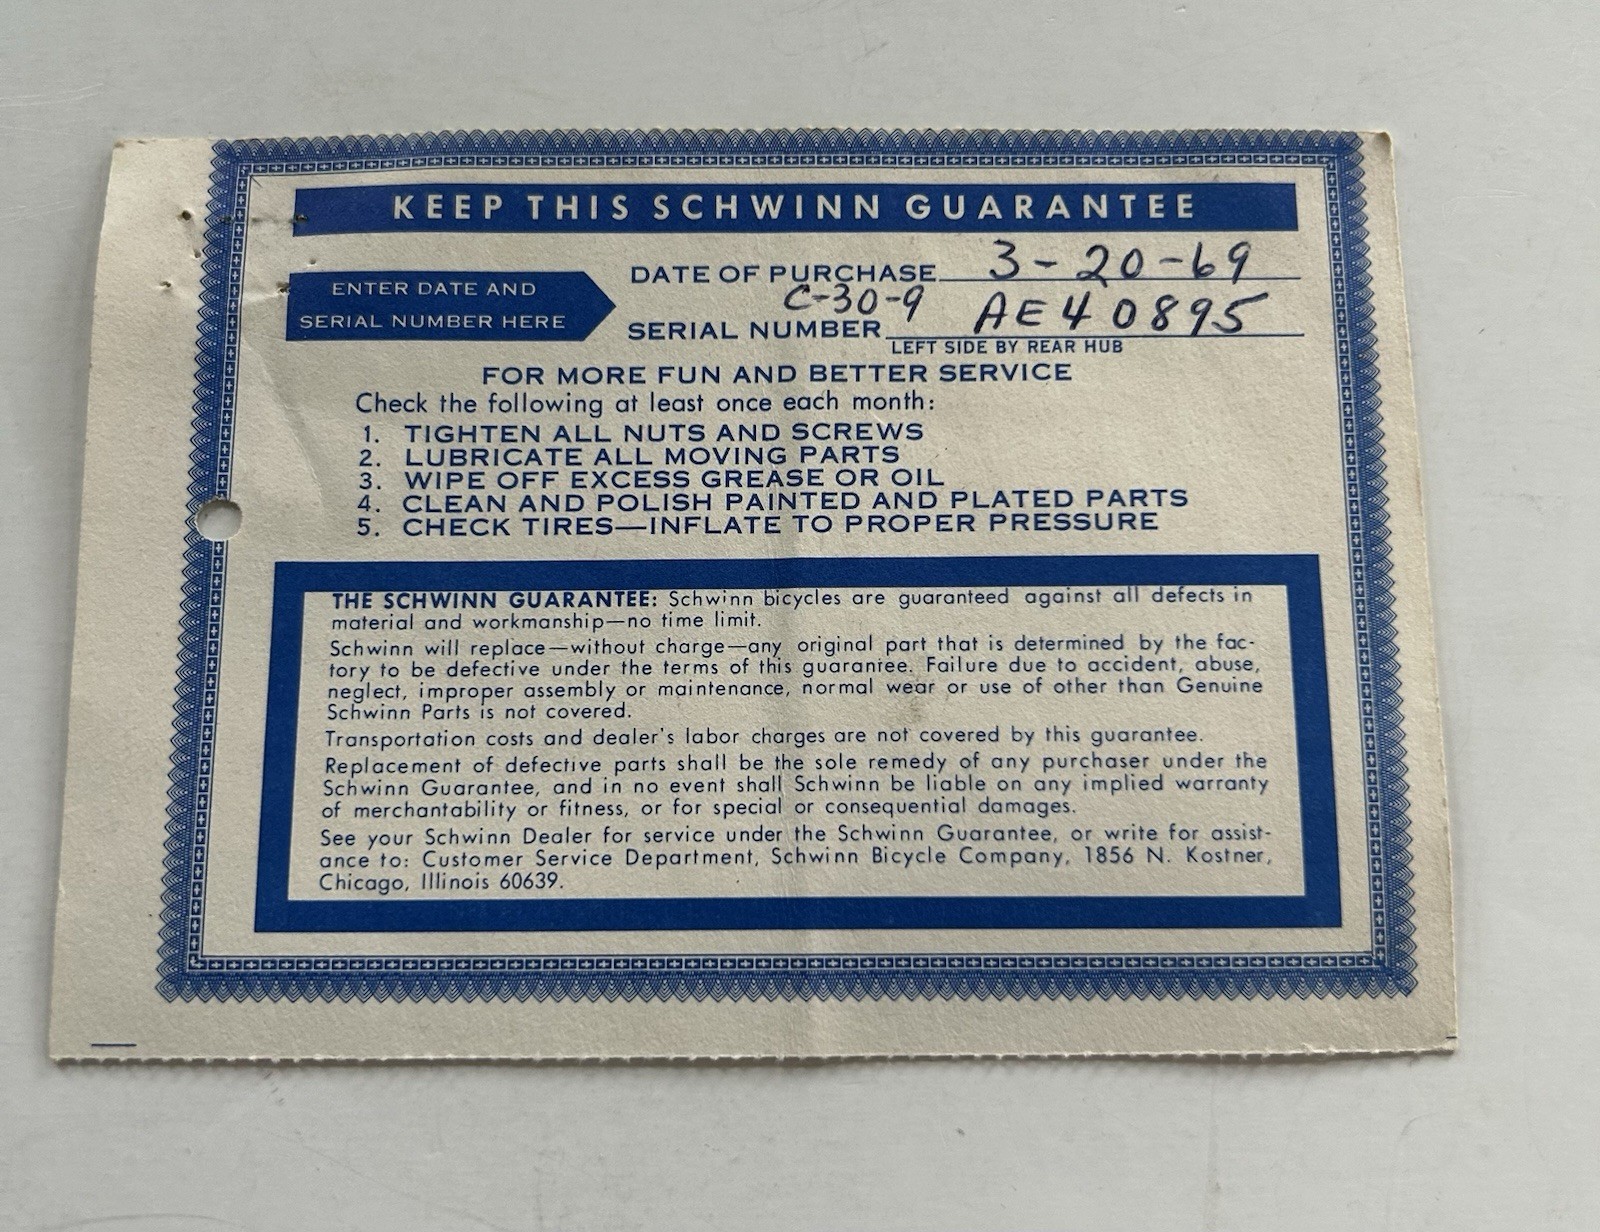 KEEP THIS SCHWINN GUARANTEE
ENTER DATE AND
SERIAL NUMBER HERE
DATE OF PURCHASE 3-20-69
C-30-9
SERIAL NUMBER AE40895
LEFT SIDE BY REAR HUB
FOR MORE FUN AND BETTER SERVICE
Check the following at least once each month:
1. TIGHTEN ALL NUTS AND SCREWS
2. LUBRICATE ALL MOVING PARTS
3. WIPE OFF EXCESS GREASE OR OIL
4. CLEAN AND POLISH PAINTED AND PLATED PARTS
5. CHECK TIRES—INFLATE TO PROPER PRESSURE
THE SCHWINN GUARANTEE: Schwinn bicycles are guaranteed against all defects in
material and workmanship—no time limit.
Schwinn will replace—without charge—any original part that is determined by the fac-
tory to be defective under the terms of this guarantee. Failure due to accident, abuse,
neglect, improper assembly or maintenance, normal wear or use of other than Genuine
Schwinn Parts is not covered.
Transportation costs and dealer's labor charges are not covered by this guarantee.
Replacement of defective parts shall be the sole remedy of any purchaser under the
Schwinn Guarantee, and in no event shall Schwinn be liable on any implied warranty
of merchantability or fitness, or for special or consequential damages.
See your Schwinn Dealer for service under the Schwinn Guarantee, or write for assist-
ance to: Customer Service Department, Schwinn Bicycle Company, 1856 N. Kostner,
Chicago, Illinois 60639.